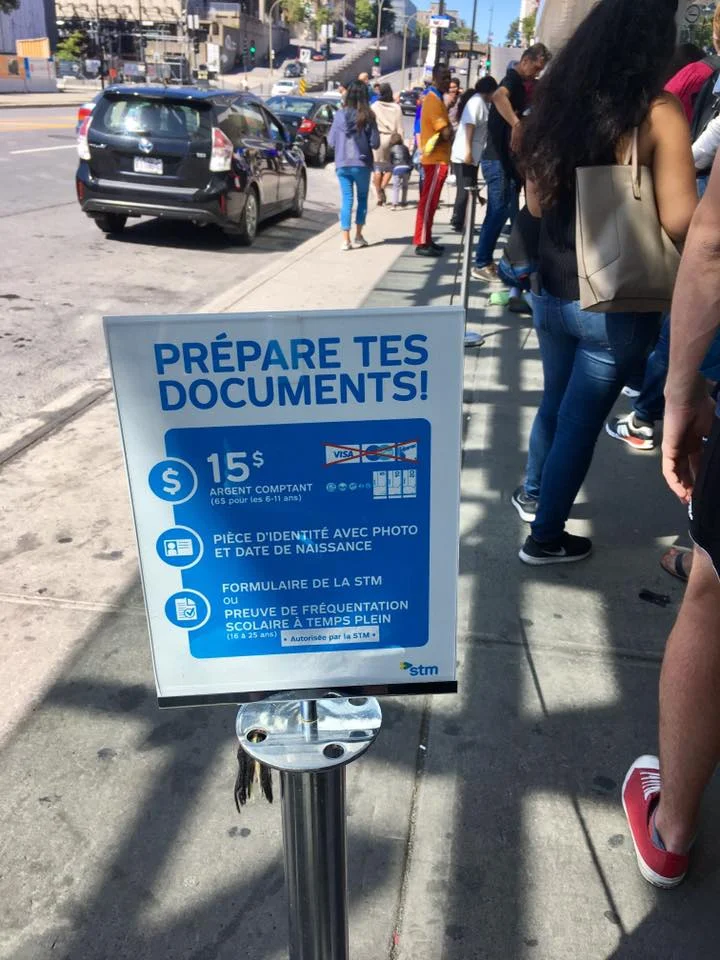 PRÉPARE TES
DOCUMENTS!
$
15$
ARGENT COMPTANT
(6$ pour les 6-11 ans)
VISA
PIÈCE D'IDENTITÉ AVEC PHOTO
ET DATE DE NAISSANCE
FORMULAIRE DE LA STM
OU
PREUVE DE FRÉQUENTATION
SCOLAIRE À TEMPS PLEIN
(16 à 25 ans) • Autorisée par la STM •
stm